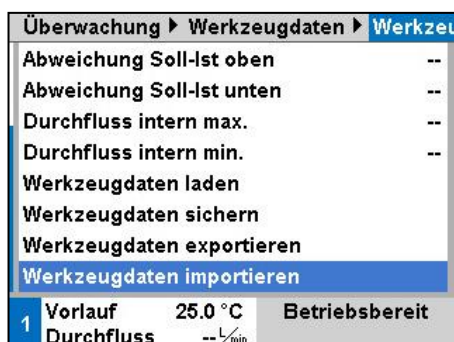 Überwachung ▶ Werkzeugdaten ▶ Werkzeu
Abweichung Soll-Ist oben --
Abweichung Soll-Ist unten --
Durchfluss intern max. --
Durchfluss intern min. --
Werkzeugdaten laden
Werkzeugdaten sichern
Werkzeugdaten exportieren
Werkzeugdaten importieren
1 Vorlauf 25.0 °C Betriebsbereit
Durchfluss -- L/min